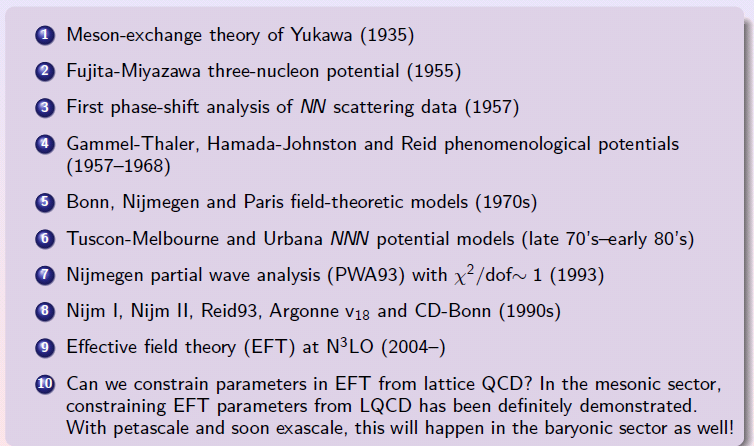 1 Meson-exchange theory of Yukawa (1935)
2 Fujita-Miyazawa three-nucleon potential (1955)
3 First phase-shift analysis of NN scattering data (1957)
4 Gammel-Thaler, Hamada-Johnston and Reid phenomenological potentials
(1957–1968)
5 Bonn, Nijmegen and Paris field-theoretic models (1970s)
6 Tuscon-Melbourne and Urbana NNN potential models (late 70's–early 80's)
7 Nijmegen partial wave analysis (PWA93) with χ²/dof∼ 1 (1993)
8 Nijm I, Nijm II, Reid93, Argonne v₁₈ and CD-Bonn (1990s)
9 Effective field theory (EFT) at N³LO (2004–)
10 Can we constrain parameters in EFT from lattice QCD? In the mesonic sector,
constraining EFT parameters from LQCD has been definitely demonstrated.
With petascale and soon exascale, this will happen in the baryonic sector as well!